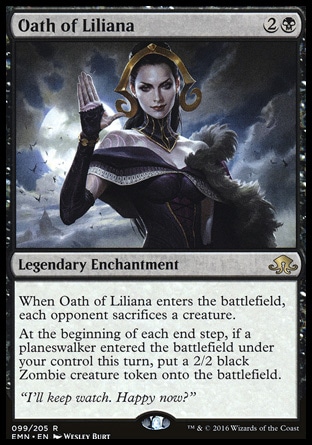 Oath of Liliana 2
Legendary Enchantment
When Oath of Liliana enters the battlefield,
each opponent sacrifices a creature.
At the beginning of each end step, if a
planeswalker entered the battlefield under
your control this turn, put a 2/2 black
Zombie creature token onto the battlefield.
“I’ll keep watch. Happy now?”
099/205 R
EMN • EN Wesley Burt
™ & © 2016 Wizards of the Coast